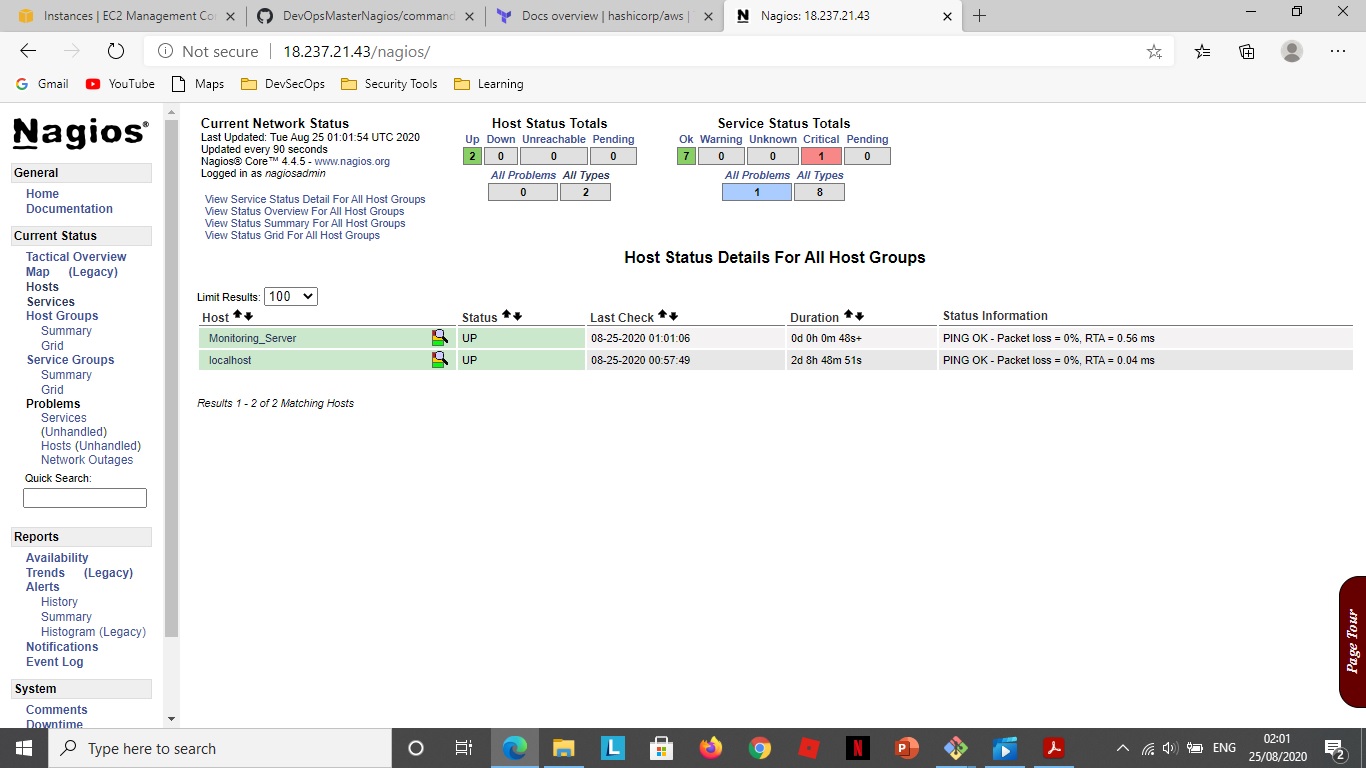 Instances | EC2 Management Co
DevOpsMasterNagios/command
Docs overview | hashicorp/aws |
Nagios: 18.237.21.43
Not secure | 18.237.21.43/nagios/
Gmail YouTube Maps DevSecOps Security Tools Learning
Nagios®
General
Home
Documentation
Current Status
Tactical Overview
Map (Legacy)
Hosts
Services
Host Groups
Summary
Grid
Service Groups
Summary
Grid
Problems
Services
(Unhandled)
Hosts (Unhandled)
Network Outages
Quick Search:
Reports
Availability
Trends (Legacy)
Alerts
History
Summary
Histogram (Legacy)
Notifications
Event Log
System
Comments
Downtime
Current Network Status
Last Updated: Tue Aug 25 01:01:54 UTC 2020
Updated every 90 seconds
Nagios® Core™ 4.4.5 - www.nagios.org
Logged in as nagiosadmin
View Service Status Detail For All Host Groups
View Status Overview For All Host Groups
View Status Summary For All Host Groups
View Status Grid For All Host Groups
Host Status Totals
Up Down Unreachable Pending
2 0 0 0
All Problems All Types
0 2
Service Status Totals
Ok Warning Unknown Critical Pending
7 0 0 1 0
All Problems All Types
1 8
Host Status Details For All Host Groups
Limit Results: 100
Host Status Last Check Duration Status Information
Monitoring_Server UP 08-25-2020 01:01:06 0d 0h 0m 48s+ PING OK - Packet loss = 0%, RTA = 0.56 ms
localhost UP 08-25-2020 00:57:49 2d 8h 48m 51s PING OK - Packet loss = 0%, RTA = 0.04 ms
Results 1 - 2 of 2 Matching Hosts
Page Tour
Type here to search
L
N
P
ENG
02:01
25/08/2020
2